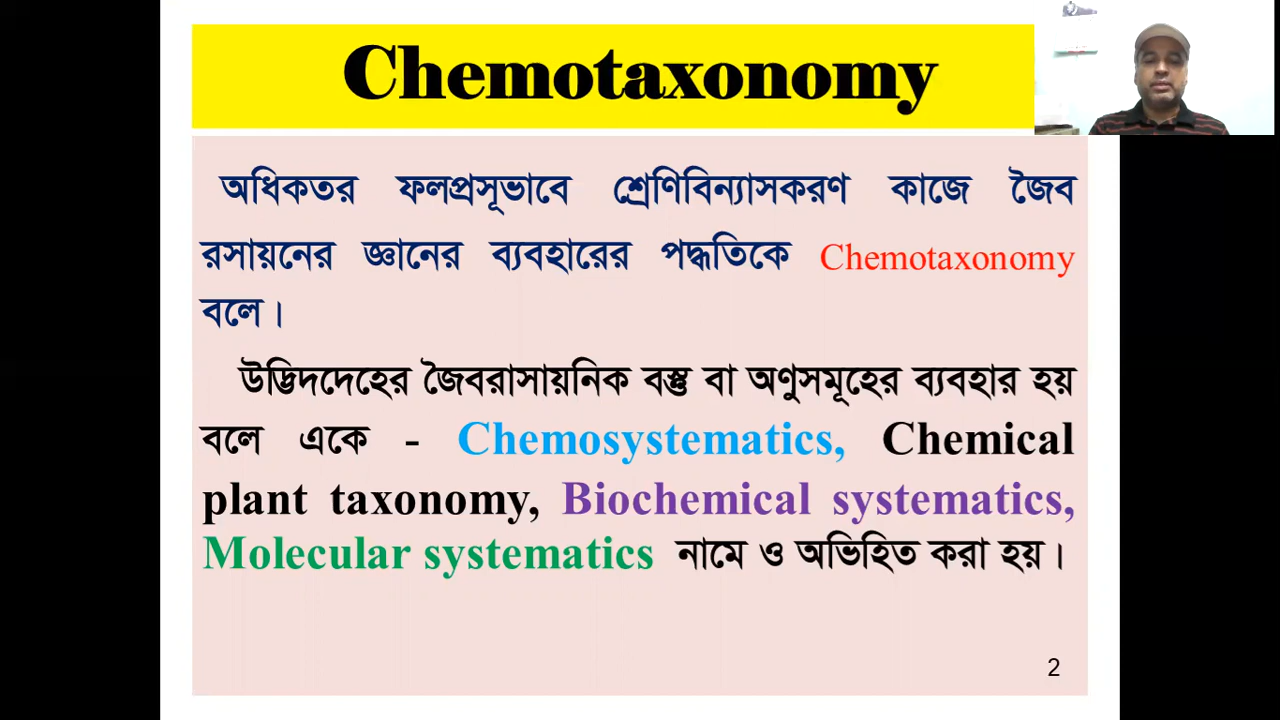 Chemotaxonomy
অধিকতর ফলপ্রসূভাবে শ্রেণিবিন্যাসকরণ কাজে জৈব
রসায়নের জ্ঞানের ব্যবহারের পদ্ধতিকে Chemotaxonomy
বলে।
উদ্ভিদদেহের জৈবরাসায়নিক বস্তু বা অণুসমূহের ব্যবহার হয়
বলে একে - Chemosystematics, Chemical
plant taxonomy, Biochemical systematics,
Molecular systematics নামে ও অভিহিত করা হয়।
2